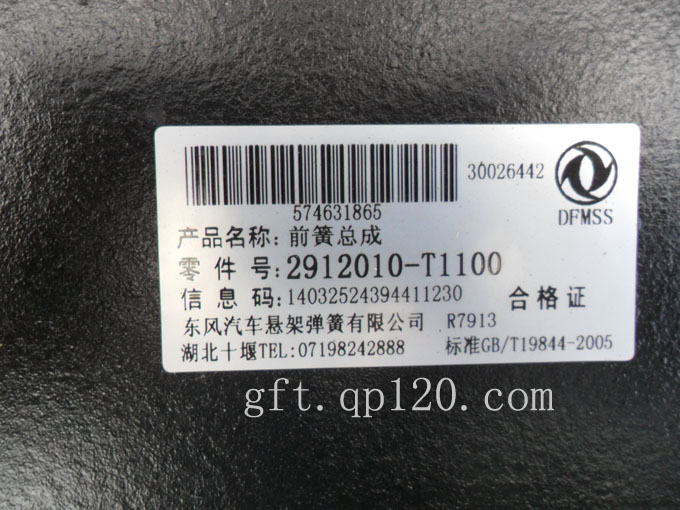 30026442
574631865
DFMSS
产品名称: 前簧总成
零件号: 2912010-T1100
信息码: 14032524394411230 合格证
东风汽车悬架弹簧有限公司 R7913
湖北十堰TEL:07198242888 标准GB/T19844-2005
gft.qp120.com